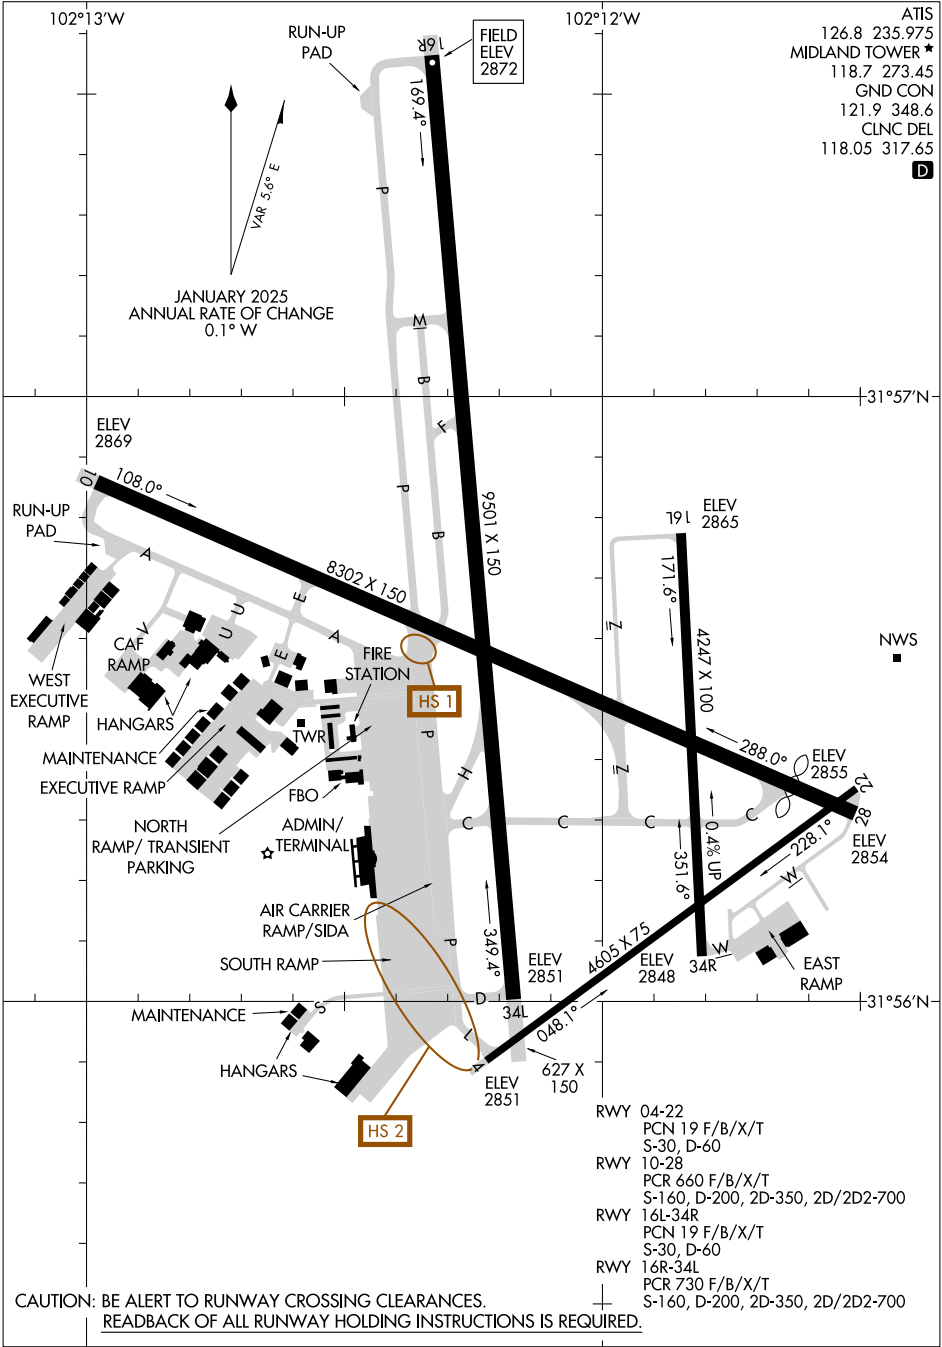 102°13'W
102°12'W
ATIS
126.8 235.975
MIDLAND TOWER ★
118.7 273.45
GND CON
121.9 348.6
CLNC DEL
118.05 317.65
D
RUN-UP
PAD
16R
FIELD
ELEV
2872
169.4°
VAR 5.6° E
P
JANUARY 2025
ANNUAL RATE OF CHANGE
0.1° W
M
B
F
31°57'N
ELEV
2869
10
108.0°
RUN-UP
PAD
A
P
B
9501 X 150
16L
ELEV
2865
171.6°
8302 X 150
4247 X 100
U
E
V
U
E
A
Z
NWS
CAF
RAMP
FIRE
STATION
WEST
EXECUTIVE
RAMP
HANGARS
HS 1
TWR
P
MAINTENANCE
288.0°
ELEV
2855
22
EXECUTIVE RAMP
H
Z
FBO
C
C
C
C
28
NORTH
RAMP/ TRANSIENT
PARKING
ADMIN/
TERMINAL
0.4% UP
351.6°
228.1°
ELEV
2854
W
AIR CARRIER
RAMP/SIDA
P
349.4°
4605 X 75
SOUTH RAMP
ELEV
2851
ELEV
2848
34R
W
EAST
RAMP
D
34L
31°56'N
MAINTENANCE
S
L
048.1°
HANGARS
4
ELEV
2851
627 X
150
HS 2
RWY 04-22
PCN 19 F/B/X/T
S-30, D-60
RWY 10-28
PCR 660 F/B/X/T
S-160, D-200, 2D-350, 2D/2D2-700
RWY 16L-34R
PCN 19 F/B/X/T
S-30, D-60
RWY 16R-34L
PCR 730 F/B/X/T
S-160, D-200, 2D-350, 2D/2D2-700
CAUTION: BE ALERT TO RUNWAY CROSSING CLEARANCES.
READBACK OF ALL RUNWAY HOLDING INSTRUCTIONS IS REQUIRED.